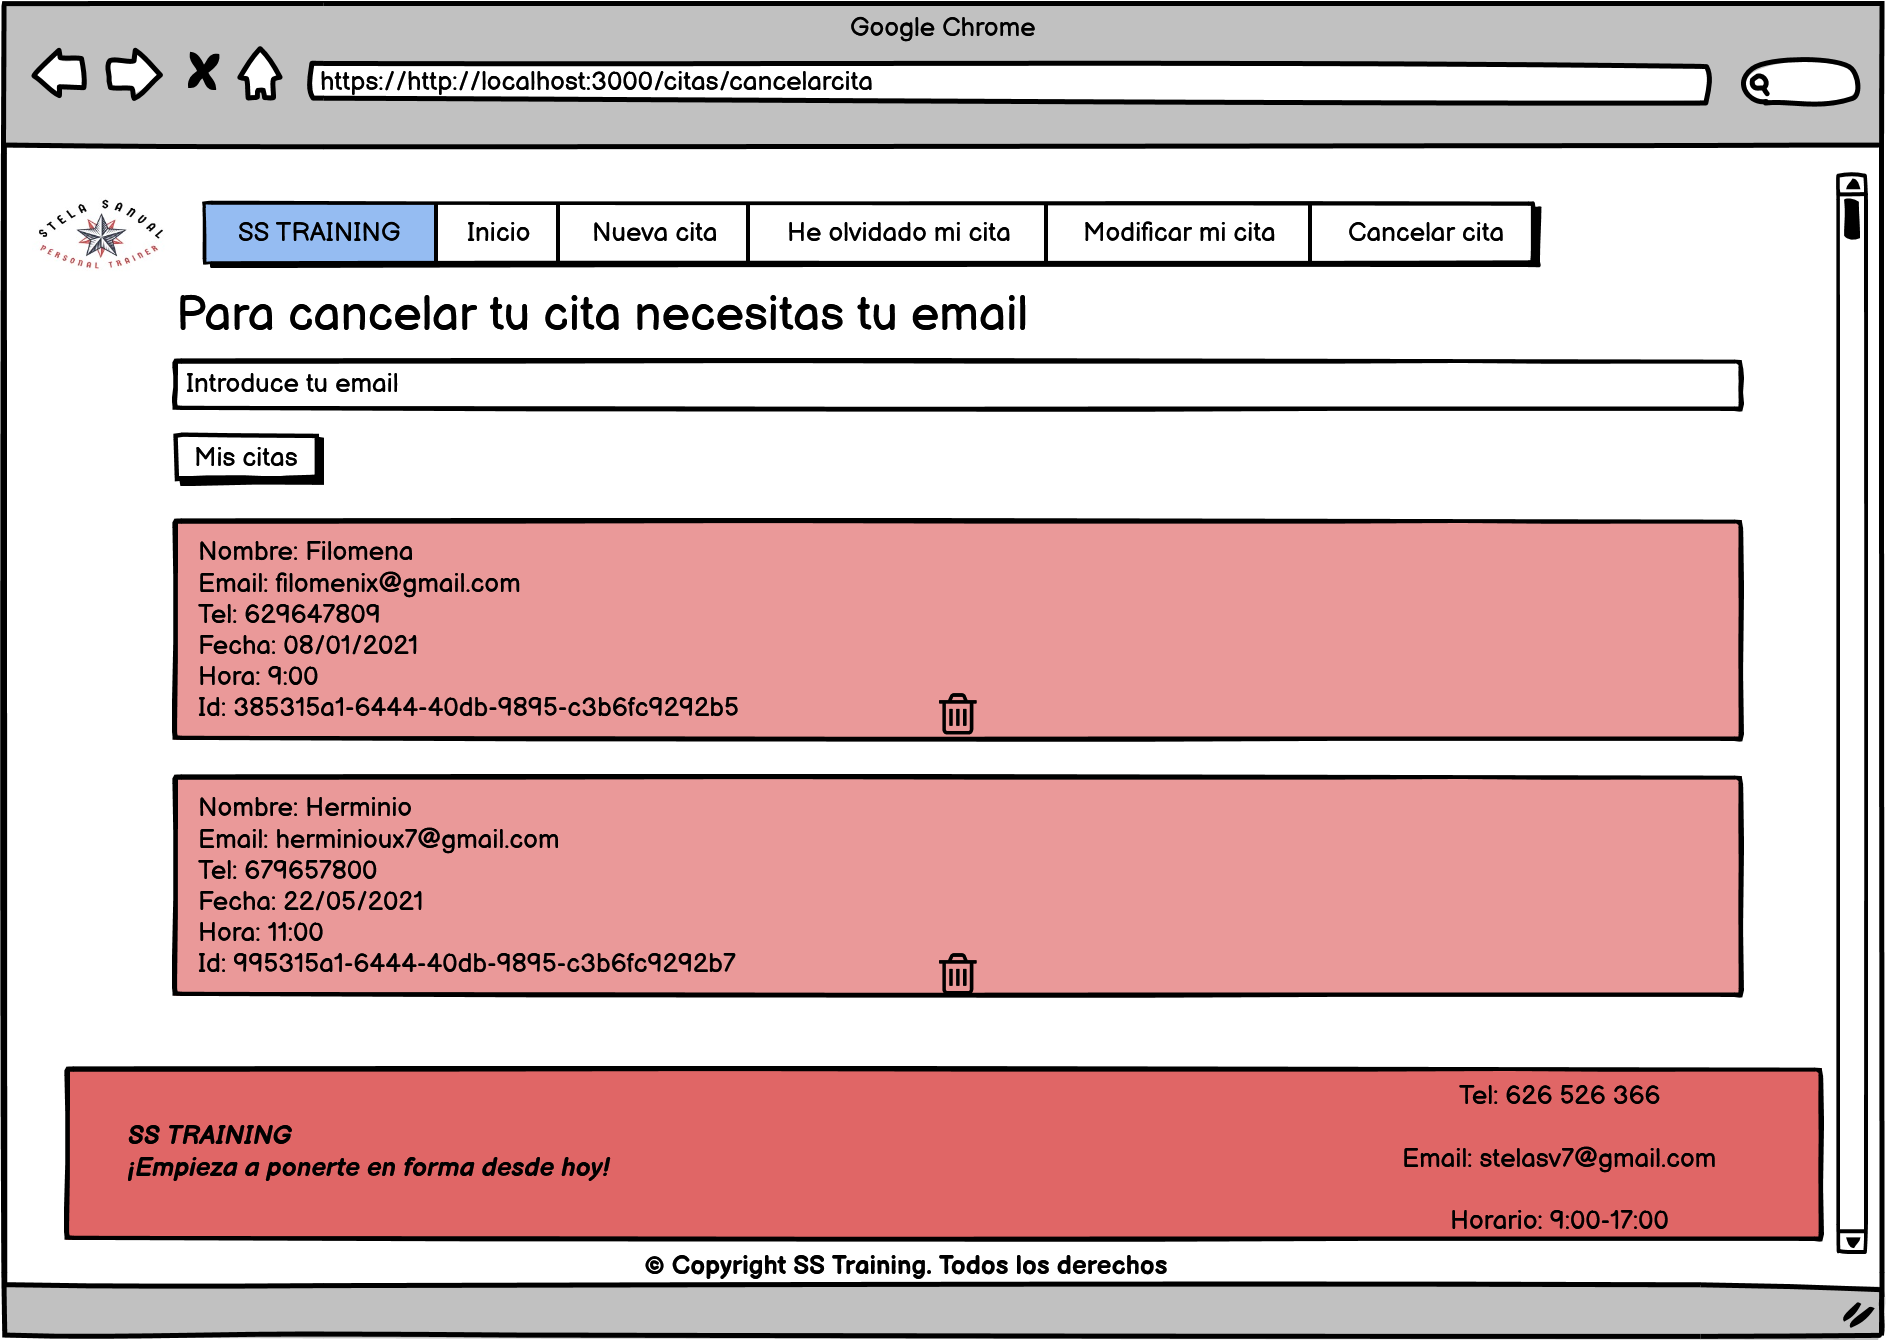 Google Chrome
https://http://localhost:3000/citas/cancelarcita
STELA SANVAL
PERSONAL TRAINER
SS TRAINING
Inicio
Nueva cita
He olvidado mi cita
Modificar mi cita
Cancelar cita
Para cancelar tu cita necesitas tu email
Introduce tu email
Mis citas
Nombre: Filomena
Email: filomenix@gmail.com
Tel: 629647809
Fecha: 08/01/2021
Hora: 9:00
Id: 385315a1-6444-40db-9895-c3b6fc9292b5
Nombre: Herminio
Email: herminioux7@gmail.com
Tel: 679657800
Fecha: 22/05/2021
Hora: 11:00
Id: 995315a1-6444-40db-9895-c3b6fc9292b7
SS TRAINING
¡Empieza a ponerte en forma desde hoy!
Tel: 626 526 366
Email: stelasv7@gmail.com
Horario: 9:00-17:00
© Copyright SS Training. Todos los derechos